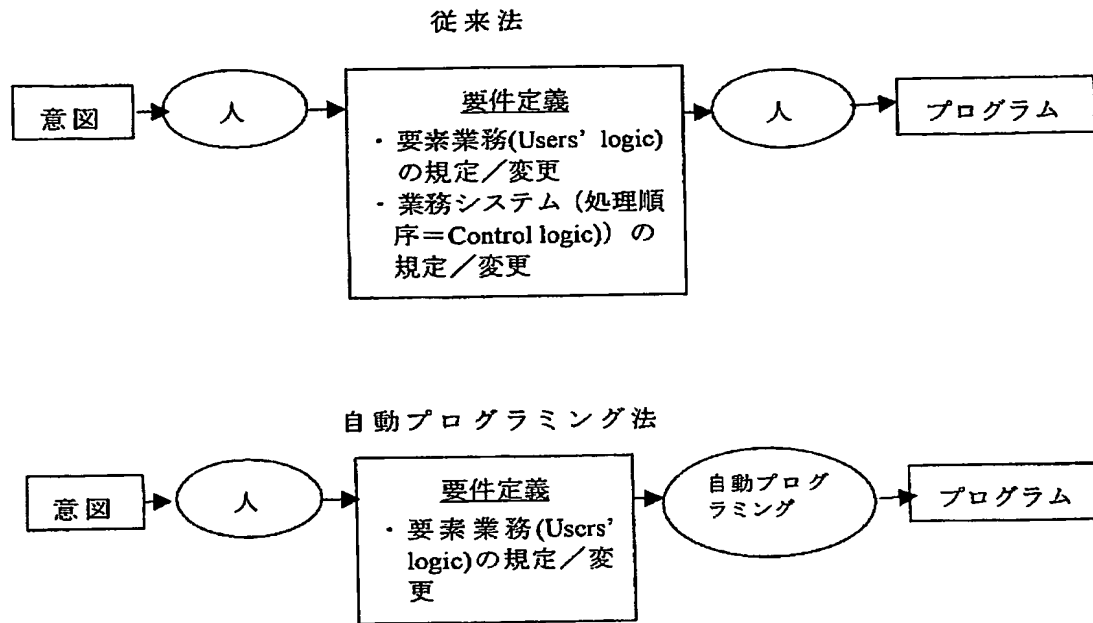 従来法
意図
人
要件定義
・要素業務(Users' logic)
の規定／変更
・業務システム（処理順
序＝Control logic)）の
規定／変更
人
プログラム
自動プログラミング法
意図
人
要件定義
・要素業務(Users'
logic)の規定／変
更
自動プログ
ラミング
プログラム